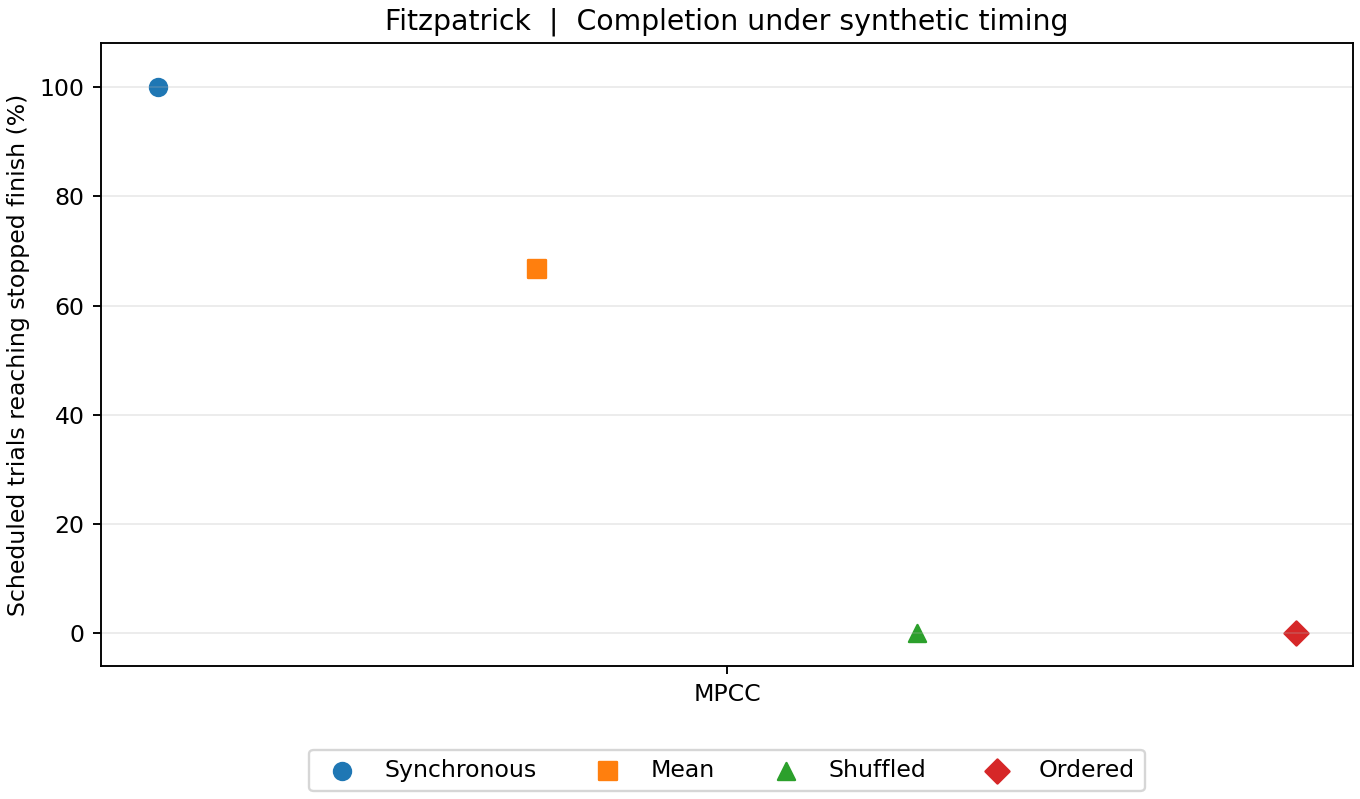 Fitzpatrick | Completion under synthetic timing
Scheduled trials reaching stopped finish (%)
100
80
60
40
20
0
MPCC
Synchronous
Mean
Shuffled
Ordered